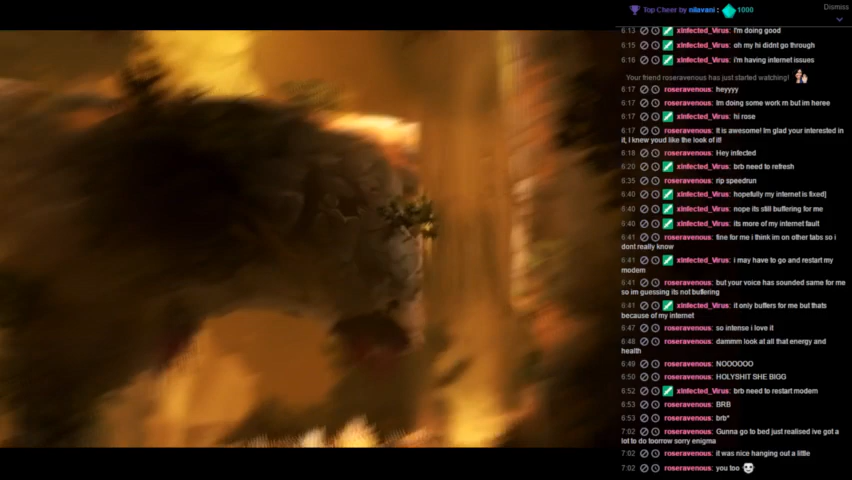 Top Cheer by nilavani : 1000
Dismiss
6:13 xInfected_Virus: I'm doing good
6:15 xInfected_Virus: oh my hi didnt go through
6:16 xInfected_Virus: i'm having internet issues
Your friend roseravenous has just started watching!
6:17 roseravenous: heyyyy
6:17 roseravenous: Im doing some work rn but im heree
6:17 xInfected_Virus: hi rose
6:17 roseravenous: It is awesome! Im glad your interested in
it, I knew youd like the look of it!
6:18 roseravenous: Hey infected
6:20 xInfected_Virus: brb need to refresh
6:35 roseravenous: rip speedrun
6:40 xInfected_Virus: hopefully my internet is fixed]
6:40 xInfected_Virus: nope its still buffering for me
6:40 xInfected_Virus: its more of my internet fault
6:41 roseravenous: fine for me i think im on other tabs so i
dont really know
6:41 xInfected_Virus: i may have to go and restart my
modem
6:41 roseravenous: but your voice has sounded same for me
so im guessing its not buffering
6:41 xInfected_Virus: it only buffers for me but thats
because of my internet
6:47 roseravenous: so intense i love it
6:48 roseravenous: dammm look at all that energy and
health
6:49 roseravenous: NOOOOOO
6:50 roseravenous: HOLYSHIT SHE BIGG
6:52 xInfected_Virus: brb need to restart modem
6:53 roseravenous: BRB
6:53 roseravenous: brb*
7:02 roseravenous: Gunna go to bed just realised ive got a
lot to do toorrow sorry enigma
7:02 roseravenous: it was nice hanging out a little
7:02 roseravenous: you too